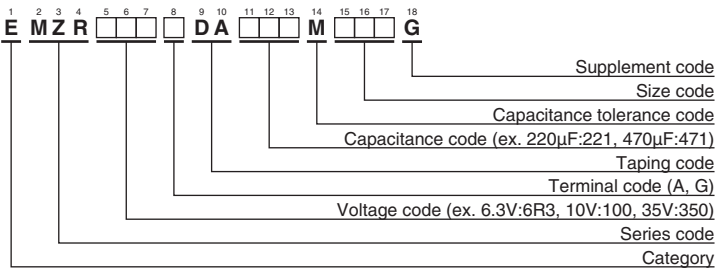 1 2 3 4 5 6 7 8 9 10 11 12 13 14 15 16 17 18
E M Z R □ □ □ □ D A □ □ □ M □ □ □ G
Supplement code
Size code
Capacitance tolerance code
Capacitance code (ex. 220μF:221, 470μF:471)
Taping code
Terminal code (A, G)
Voltage code (ex. 6.3V:6R3, 10V:100, 35V:350)
Series code
Category